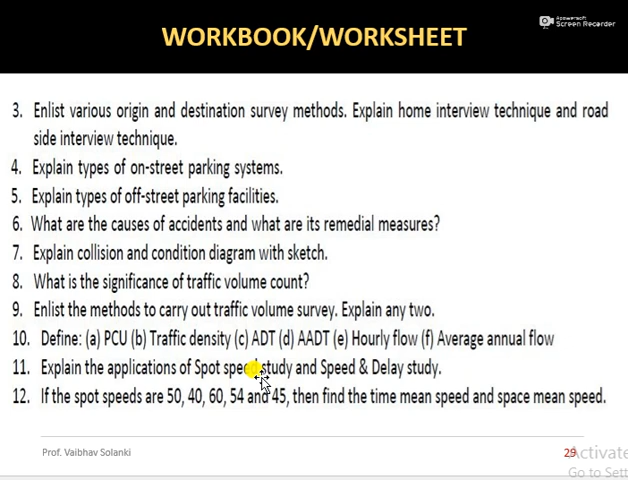 Apowersoft
Screen Recorder
WORKBOOK/WORKSHEET
3. Enlist various origin and destination survey methods. Explain home interview technique and road
side interview technique.
4. Explain types of on-street parking systems.
5. Explain types of off-street parking facilities.
6. What are the causes of accidents and what are its remedial measures?
7. Explain collision and condition diagram with sketch.
8. What is the significance of traffic volume count?
9. Enlist the methods to carry out traffic volume survey. Explain any two.
10. Define: (a) PCU (b) Traffic density (c) ADT (d) AADT (e) Hourly flow (f) Average annual flow
11. Explain the applications of Spot speed study and Speed & Delay study.
12. If the spot speeds are 50, 40, 60, 54 and 45, then find the time mean speed and space mean speed.
Prof. Vaibhav Solanki
29
Activate
Go to Sett